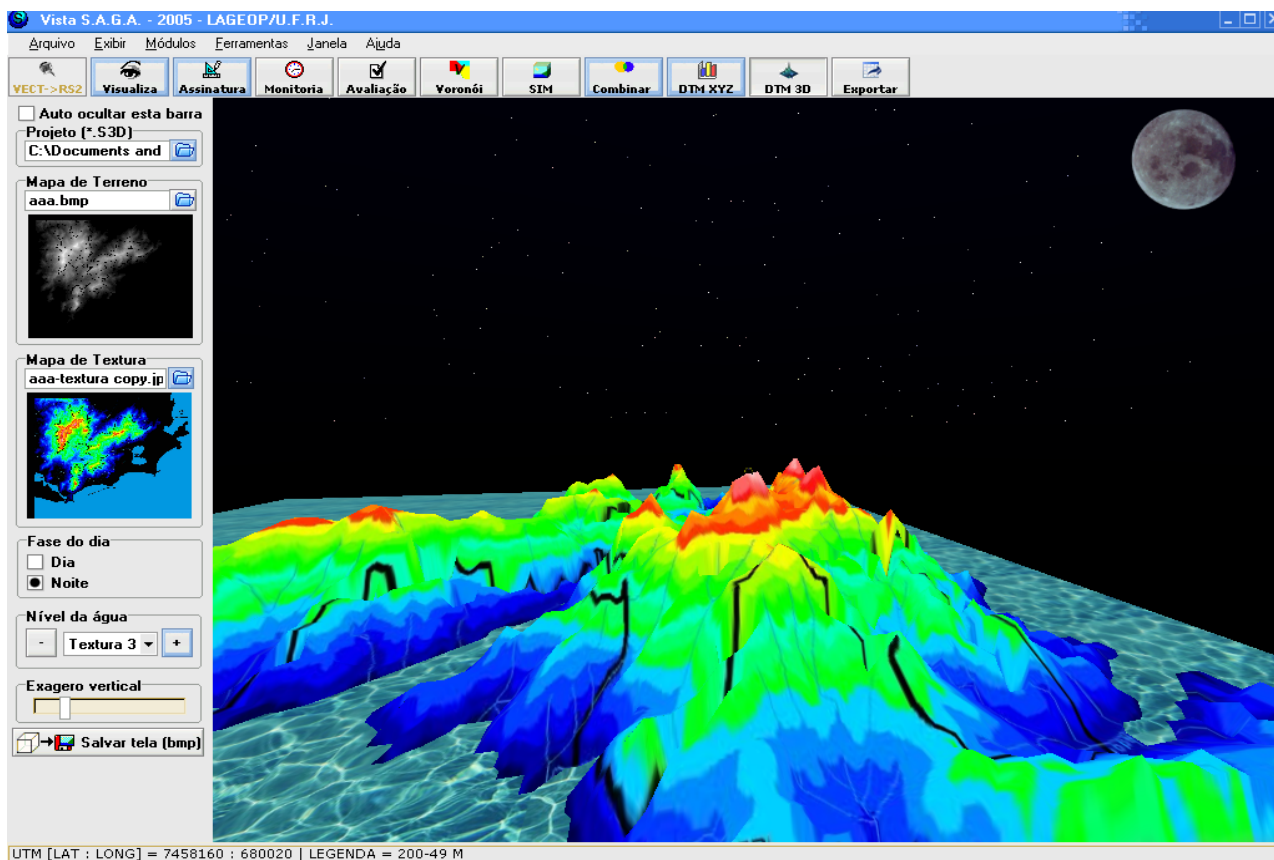 Vista S.A.G.A. - 2005 - LAGEOP/U.F.R.J.
Arquivo Exibir Módulos Ferramentas Janela Ajuda
VECT->RS2 Visualiza Assinatura Monitoria Avaliação Voronói SIM Combinar DTM XYZ DTM 3D Exportar
Auto ocultar esta barra
Projeto (*.S3D)
C:\Documents and
Mapa de Terreno
aaa.bmp
Mapa de Textura
aaa-textura copy.jp
Fase do dia
Dia
Noite
Nível da água
- Textura 3 +
Exagero vertical
Salvar tela (bmp)
UTM [LAT : LONG] = 7458160 : 680020 | LEGENDA = 200-49 M